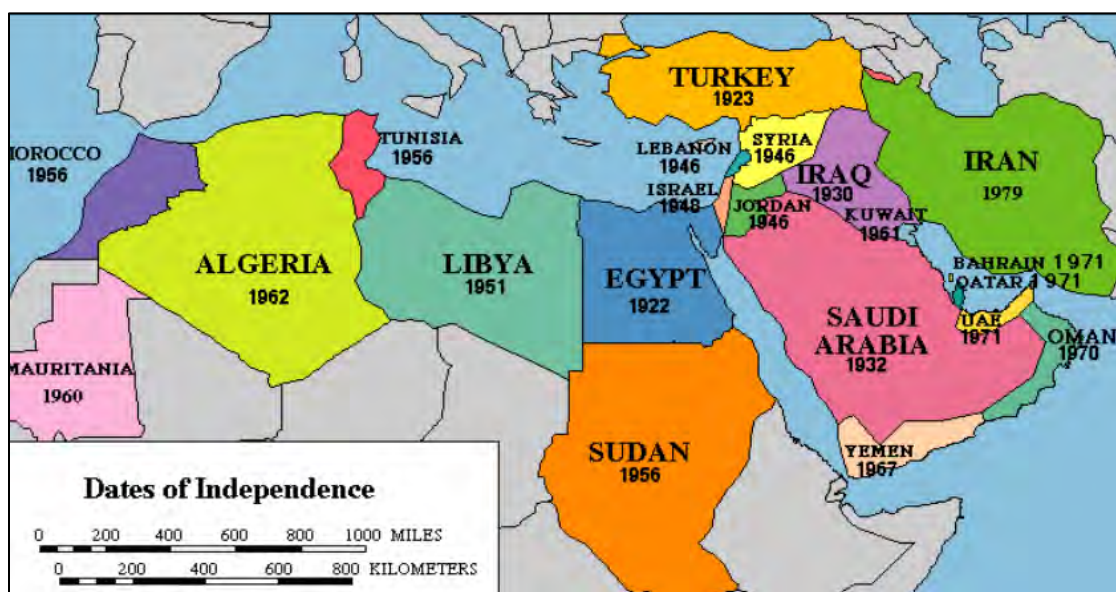 TURKEY
1923
TUNISIA
1956
MOROCCO
1956
LEBANON
1946
SYRIA
1946
ISRAEL
1948
JORDAN
1946
IRAQ
1930
IRAN
1979
KUWAIT
1961
ALGERIA
1962
LIBYA
1951
EGYPT
1922
BAHRAIN 1971
QATAR 1971
SAUDI
ARABIA
1932
UAE
1971
OMAN
1970
MAURITANIA
1960
SUDAN
1956
YEMEN
1967
Dates of Independence
0 200 400 600 800 1000 MILES
0 200 400 600 800 KILOMETERS